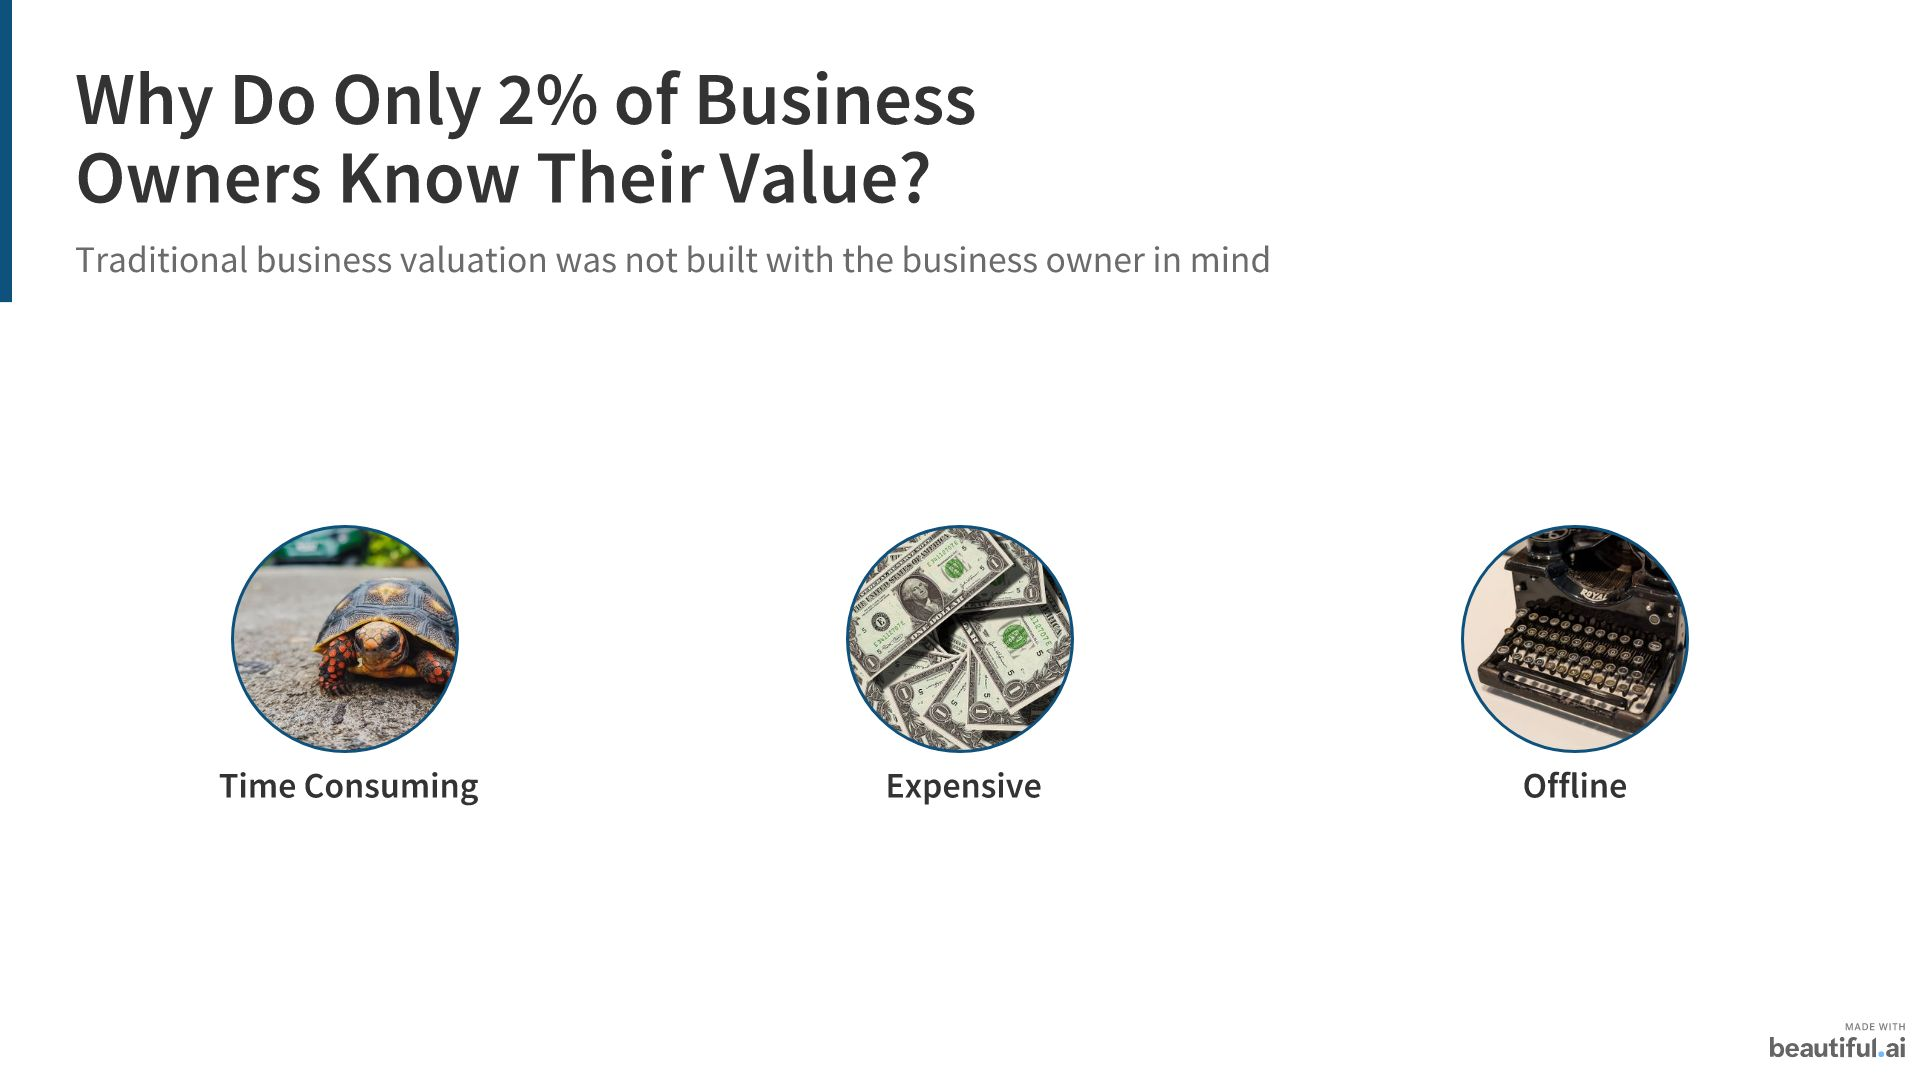 Why Do Only 2% of Business
Owners Know Their Value?
Traditional business valuation was not built with the business owner in mind
ROYAL
Time Consuming
Expensive
Offline
MADE WITH
beautiful.ai